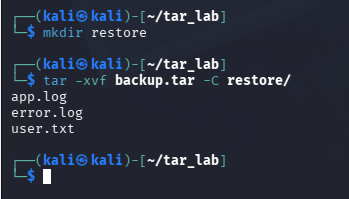 ┌──(kali㉿kali)-[~/tar_lab]
└─$ mkdir restore
┌──(kali㉿kali)-[~/tar_lab]
└─$ tar -xvf backup.tar -C restore/
app.log
error.log
user.txt
┌──(kali㉿kali)-[~/tar_lab]
└─$